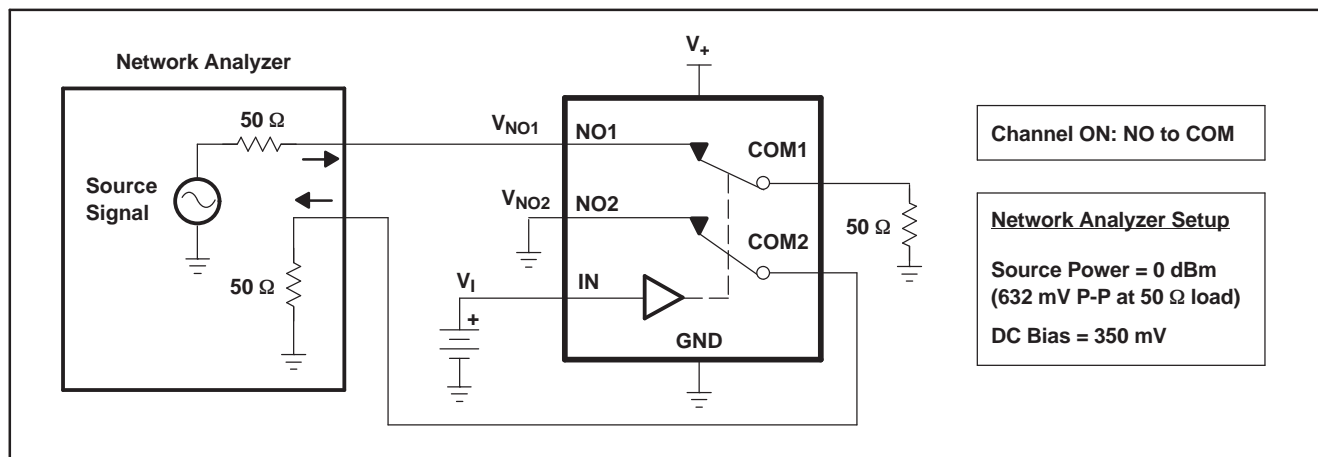 Network Analyzer
50 Ω
Source
Signal
50 Ω
V+
VNO1
NO1
COM1
VNO2
NO2
COM2
50 Ω
VI
IN
+
GND
Channel ON: NO to COM
Network Analyzer Setup
Source Power = 0 dBm
(632 mV P-P at 50 Ω load)
DC Bias = 350 mV